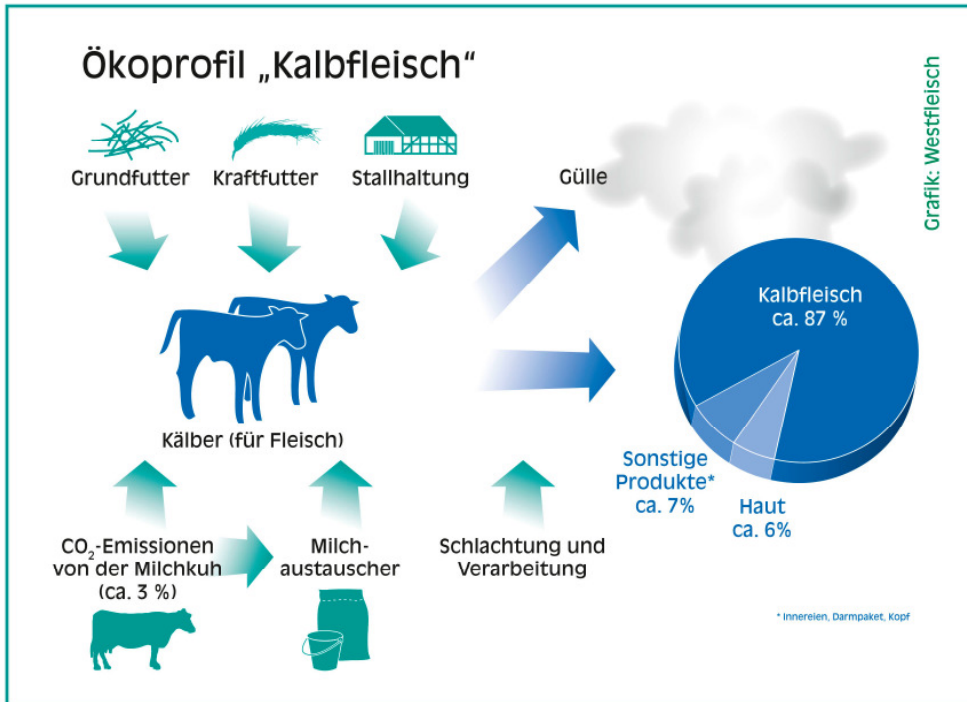 Ökoprofil „Kalbfleisch“
Grafik: Westfleisch
Grundfutter
Kraftfutter
Stallhaltung
Gülle
Kälber (für Fleisch)
Kalbfleisch
ca. 87 %
Sonstige
Produkte*
ca. 7%
Haut
ca. 6%
CO₂-Emissionen
von der Milchkuh
(ca. 3 %)
Milch-
austauscher
Schlachtung und
Verarbeitung
* Innereien, Darmpaket, Kopf